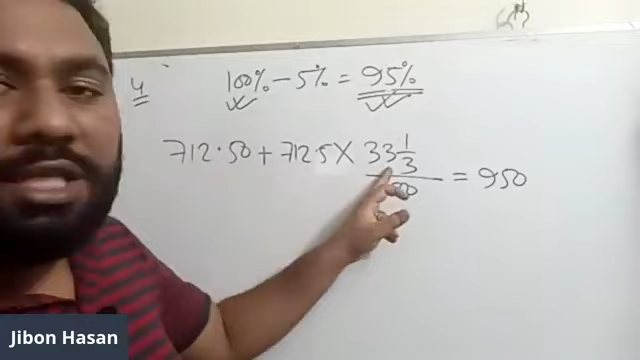 4
100% - 5% = 95%
712.50 + 712.5 X 33 1/3 / 100 = 950
Jibon Hasan